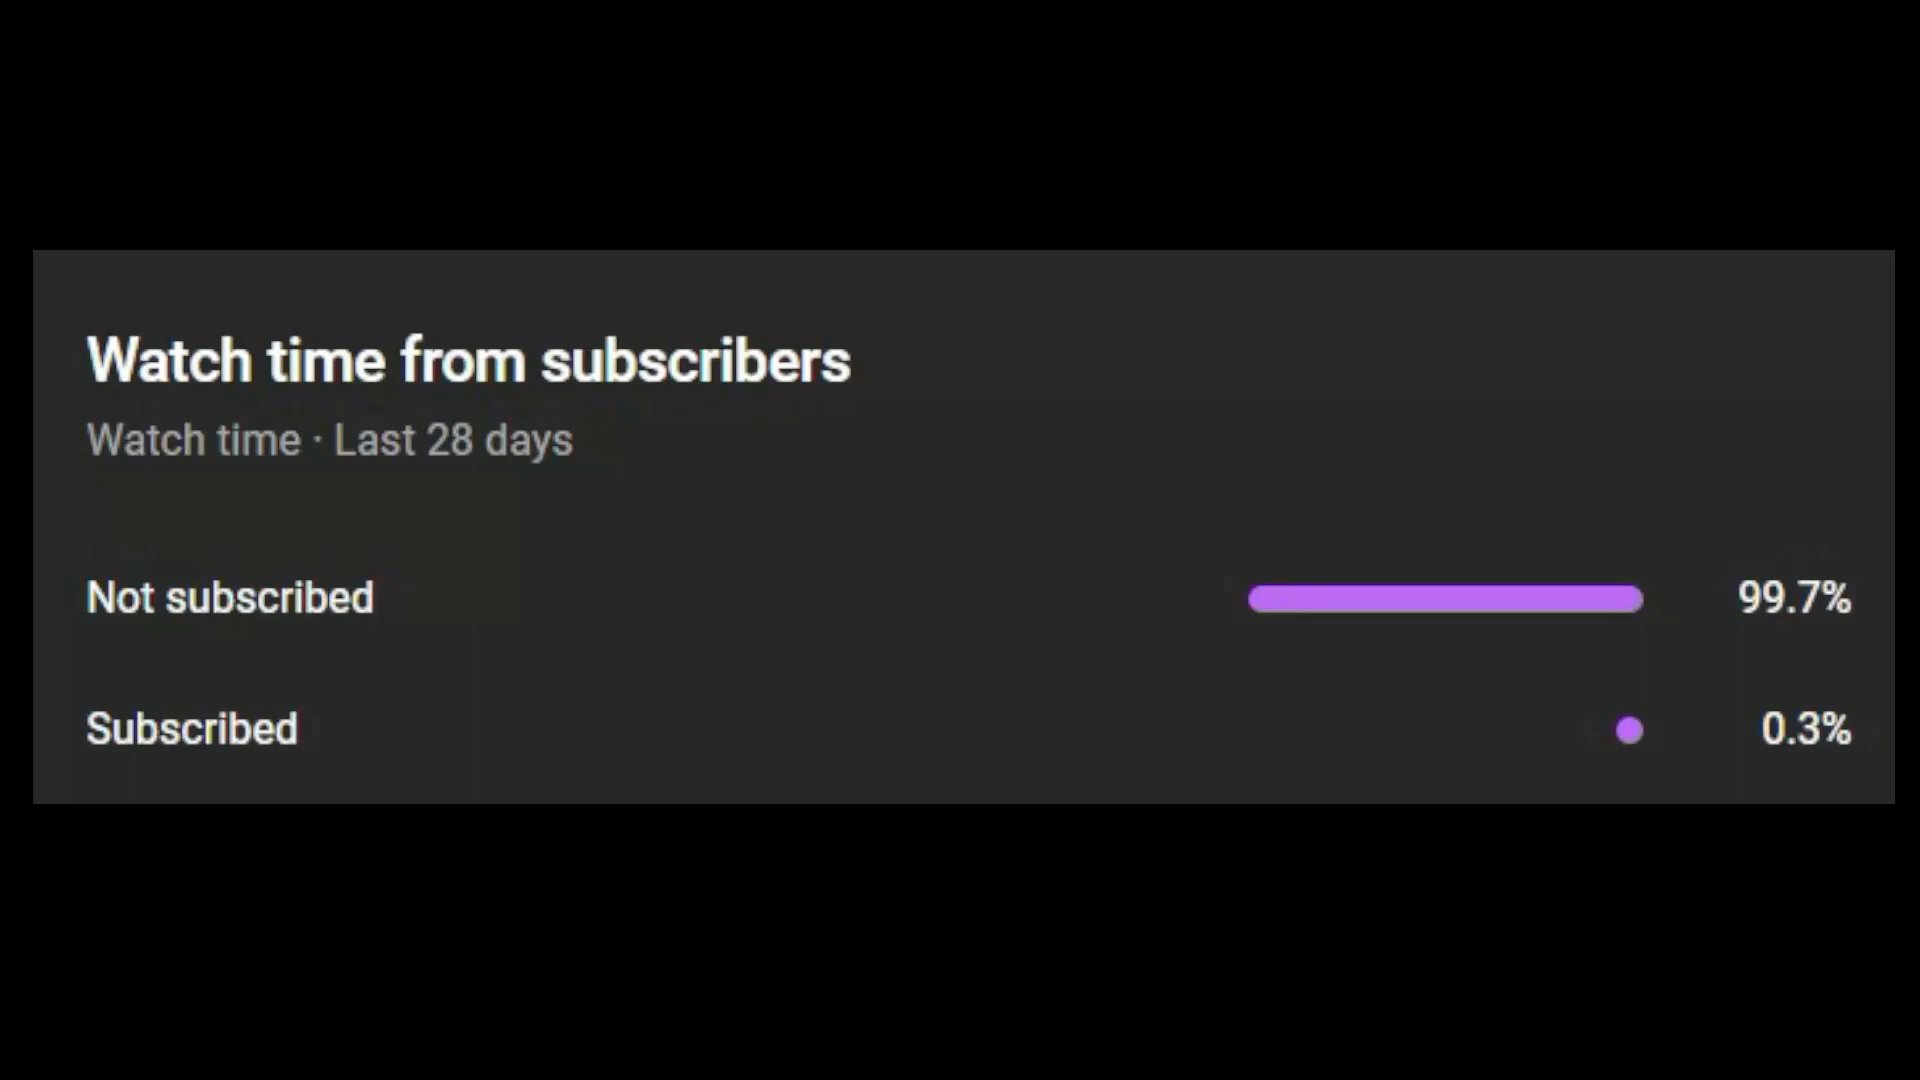 Watch time from subscribers
Watch time · Last 28 days
Not subscribed 99.7%
Subscribed 0.3%